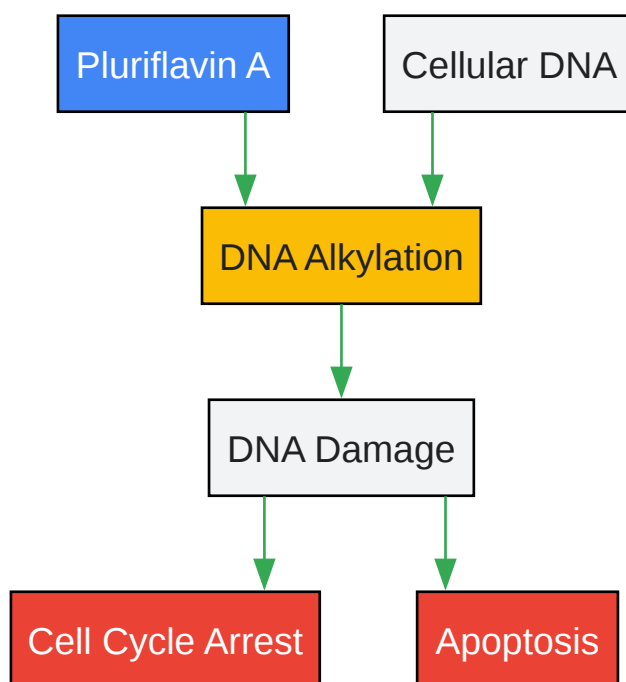 Pluriflavin A
Cellular DNA
DNA Alkylation
DNA Damage
Cell Cycle Arrest
Apoptosis